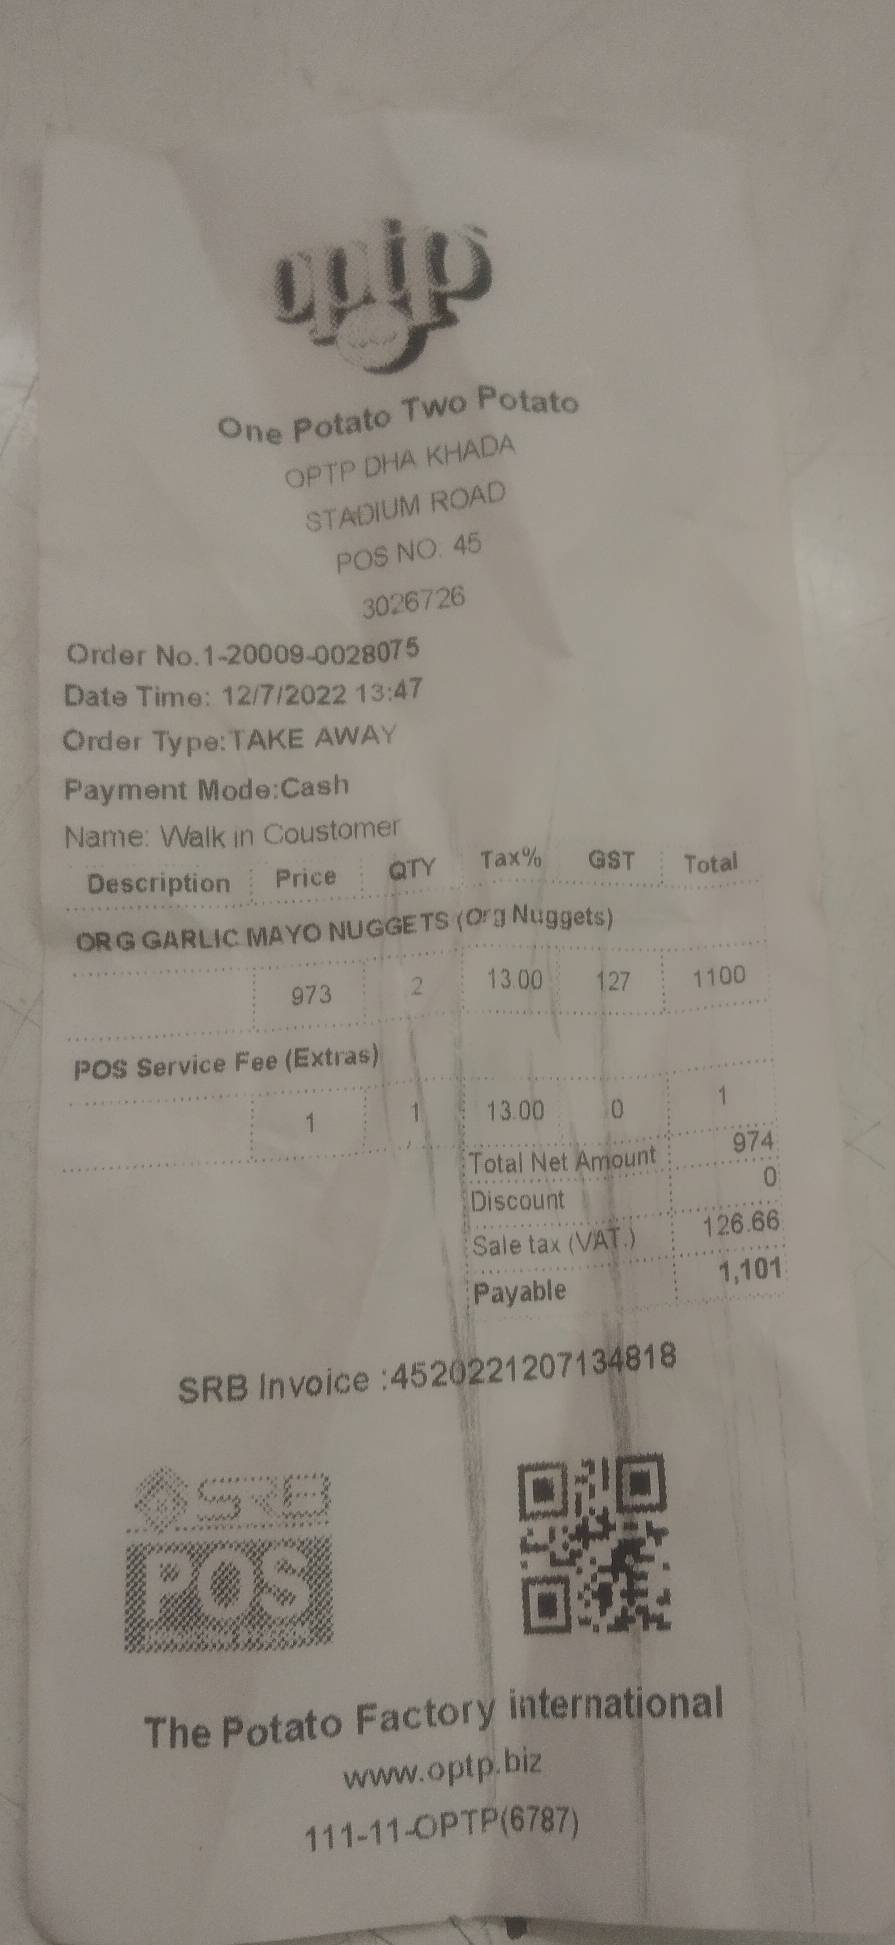 optp
One Potato Two Potato
OPTP DHA KHADA
STADIUM ROAD
POS NO. 45
3026726
Order No.1-20009-0028075
Date Time: 12/7/2022 13:47
Order Type:TAKE AWAY
Payment Mode:Cash
Name: Walk in Coustomer
Description Price QTY Tax% GST Total
ORG GARLIC MAYO NUGGETS (Org Nuggets)
973 2 13.00 127 1100
POS Service Fee (Extras)
1 1 13.00 0 1
Total Net Amount 974
Discount 0
Sale tax (VAT.) 126.66
Payable 1,101
SRB Invoice :4520221207134818
SRB
POS
The Potato Factory international
www.optp.biz
111-11-OPTP(6787)